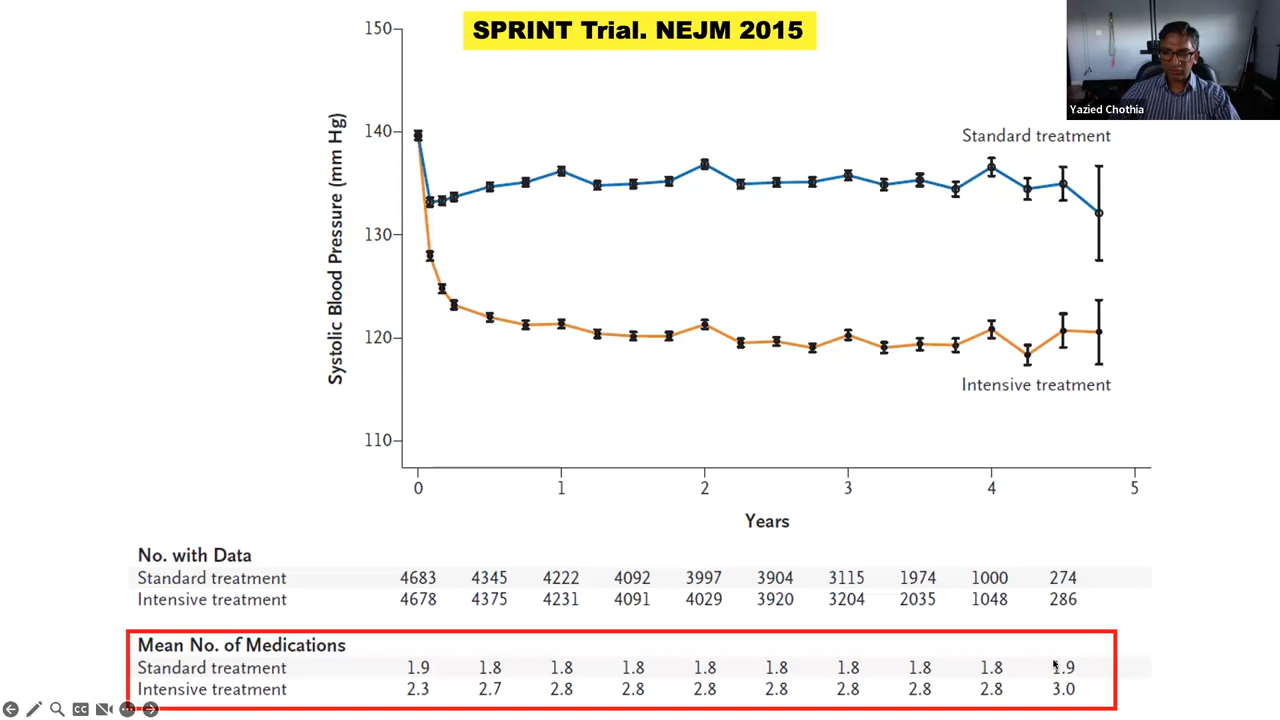 SPRINT Trial. NEJM 2015
Yazied Chothia
150
140
130
120
110
Systolic Blood Pressure (mm Hg)
Standard treatment
Intensive treatment
0 1 2 3 4 5
Years
No. with Data
Standard treatment 4683 4345 4222 4092 3997 3904 3115 1974 1000 274
Intensive treatment 4678 4375 4231 4091 4029 3920 3204 2035 1048 286
Mean No. of Medications
Standard treatment 1.9 1.8 1.8 1.8 1.8 1.8 1.8 1.8 1.8 1.9
Intensive treatment 2.3 2.7 2.8 2.8 2.8 2.8 2.8 2.8 2.8 3.0
CC